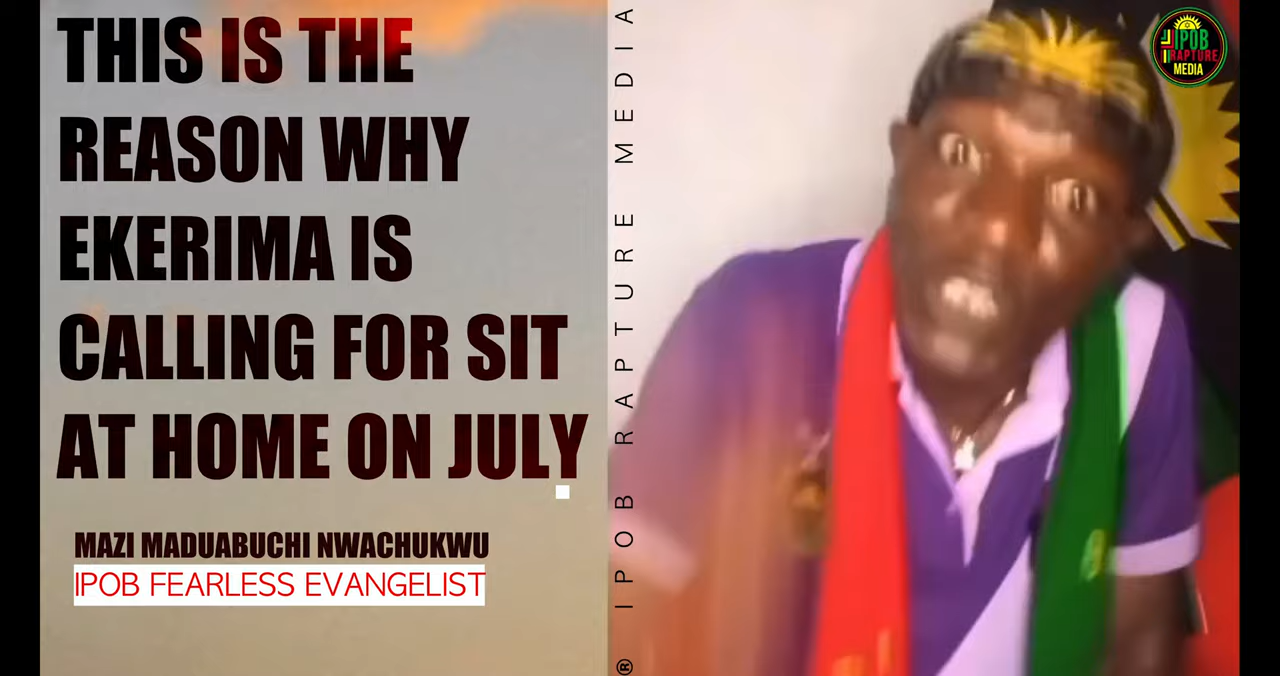 THIS IS THE
REASON WHY
EKERIMA IS
CALLING FOR SIT
AT HOME ON JULY
MAZI MADUABUCHI NWACHUKWU
IPOB FEARLESS EVANGELIST
® IPOB RAPTURE MEDIA
IPOB
RAPTURE
MEDIA